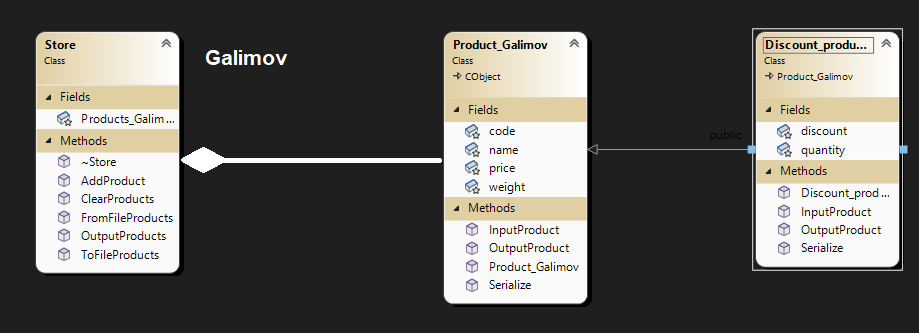 Store
Class
Fields
Products_Galim...
Methods
~Store
AddProduct
ClearProducts
FromFileProducts
OutputProducts
ToFileProducts
Galimov
Product_Galimov
Class
CObject
Fields
code
name
price
weight
Methods
InputProduct
OutputProduct
Product_Galimov
Serialize
public
Discount_produ...
Class
Product_Galimov
Fields
discount
quantity
Methods
Discount_prod...
InputProduct
OutputProduct
Serialize